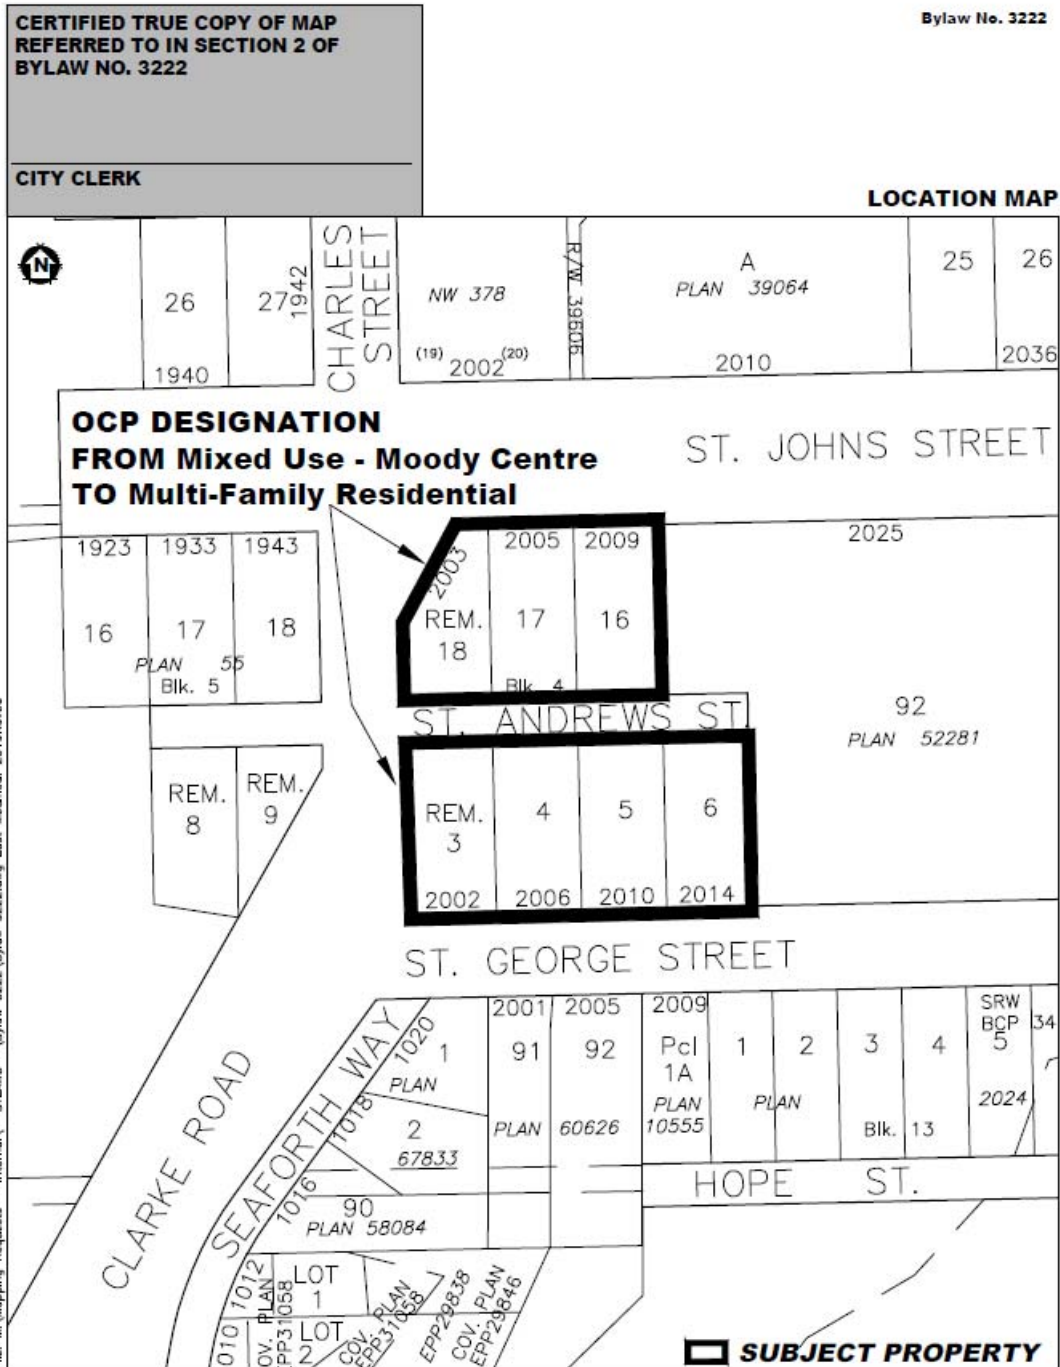 CERTIFIED TRUE COPY OF MAP
REFERRED TO IN SECTION 2 OF
BYLAW NO. 3222
CITY CLERK
Bylaw No. 3222
LOCATION MAP
N
26
1940
27
1942
CHARLES
STREET
NW 378
(19) 2002 (20)
R/W 39606
A
PLAN 39064
2010
25
26
2036
OCP DESIGNATION
FROM Mixed Use - Moody Centre
TO Multi-Family Residential
ST. JOHNS STREET
1923 1933 1943
16 17 18
PLAN 55
Blk. 5
2003 2005 2009
REM.
18
17 16
Blk. 4
2025
92
PLAN 52281
ST. ANDREWS ST.
REM.
8
REM.
9
REM.
3
4 5 6
2002 2006 2010 2014
ST. GEORGE STREET
CLARKE ROAD
SEAFORTH WAY
1020
1
PLAN
1018
2
67833
1016
90
PLAN 58084
2001 2005
91 92
PLAN 60626
2009
Pcl
1A
PLAN
10555
1 2 3 4
PLAN
Blk. 13
SRW
BCP
5
2024
34
HOPE ST.
1012
1010
LOT
1
LOT
2
COV. PLAN
EPP31058
EPP29838
COV. PLAN
EPP29846
SUBJECT PROPERTY